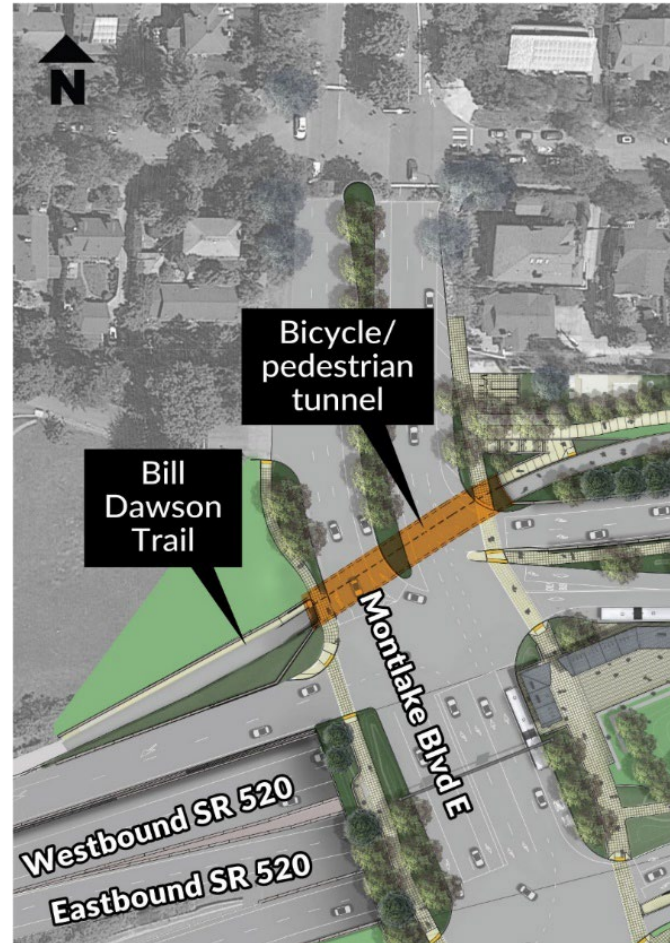 N
Bicycle/
pedestrian
tunnel
Bill
Dawson
Trail
Montlake Blvd E
Westbound SR 520
Eastbound SR 520